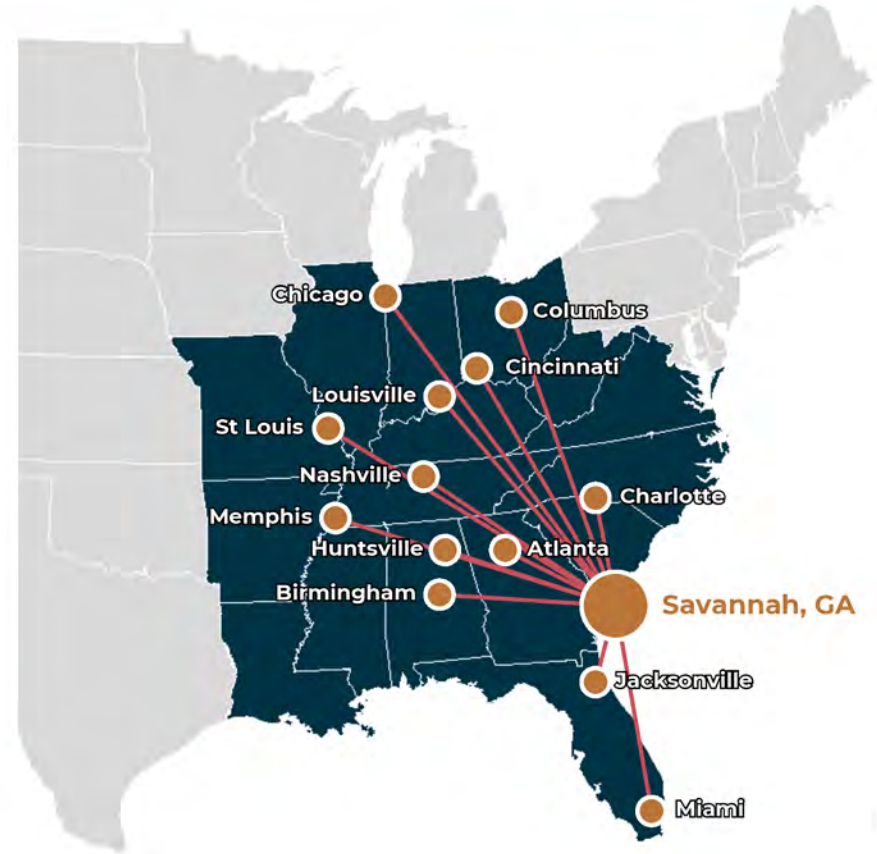 Chicago
Columbus
Cincinnati
Louisville
St Louis
Nashville
Charlotte
Memphis
Huntsville
Atlanta
Birmingham
Savannah, GA
Jacksonville
Miami